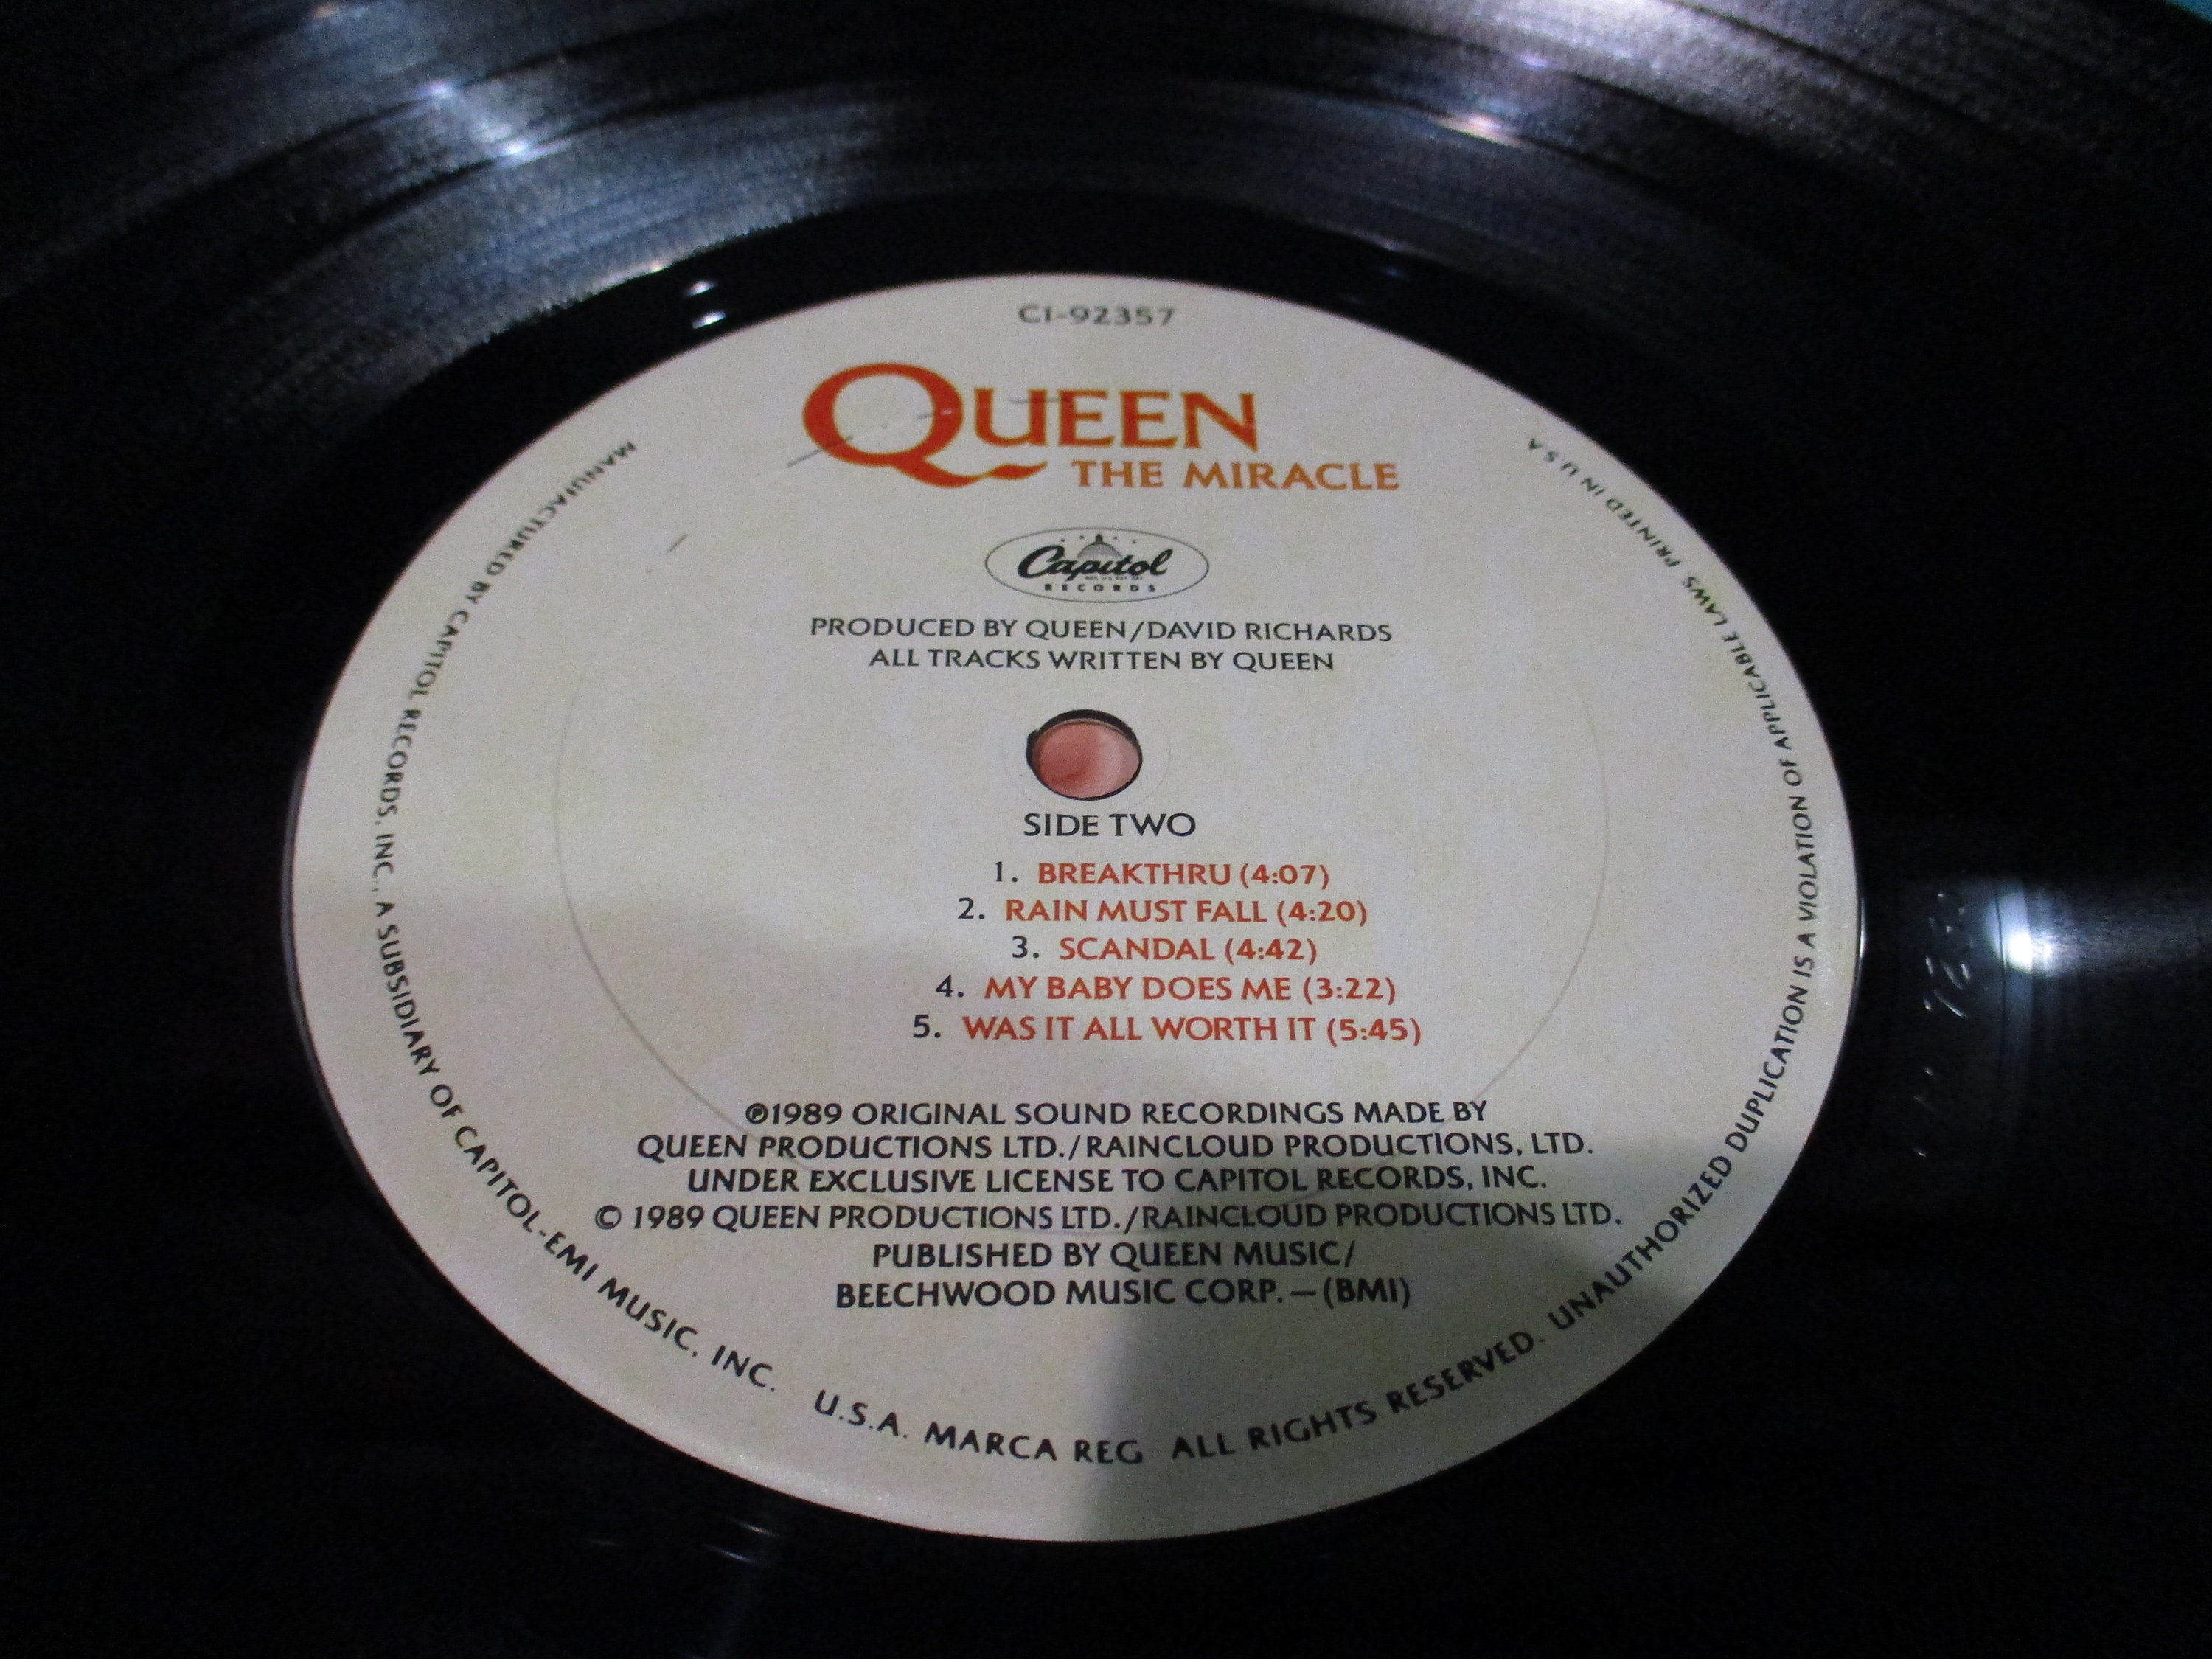 C1-92357
QUEEN
THE MIRACLE
Capitol
RECORDS
PRODUCED BY QUEEN/DAVID RICHARDS
ALL TRACKS WRITTEN BY QUEEN
SIDE TWO
1. BREAKTHRU (4:07)
2. RAIN MUST FALL (4:20)
3. SCANDAL (4:42)
4. MY BABY DOES ME (3:22)
5. WAS IT ALL WORTH IT (5:45)
℗1989 ORIGINAL SOUND RECORDINGS MADE BY
QUEEN PRODUCTIONS LTD./RAINCLOUD PRODUCTIONS, LTD.
UNDER EXCLUSIVE LICENSE TO CAPITOL RECORDS, INC.
© 1989 QUEEN PRODUCTIONS LTD./RAINCLOUD PRODUCTIONS LTD.
PUBLISHED BY QUEEN MUSIC/
BEECHWOOD MUSIC CORP.—(BMI)
MANUFACTURED BY CAPITOL RECORDS, INC., A SUBSIDIARY OF CAPITOL-EMI MUSIC, INC. U.S.A. MARCA REG ALL RIGHTS RESERVED. UNAUTHORIZED DUPLICATION IS A VIOLATION OF APPLICABLE LAWS. PRINTED IN U.S.A